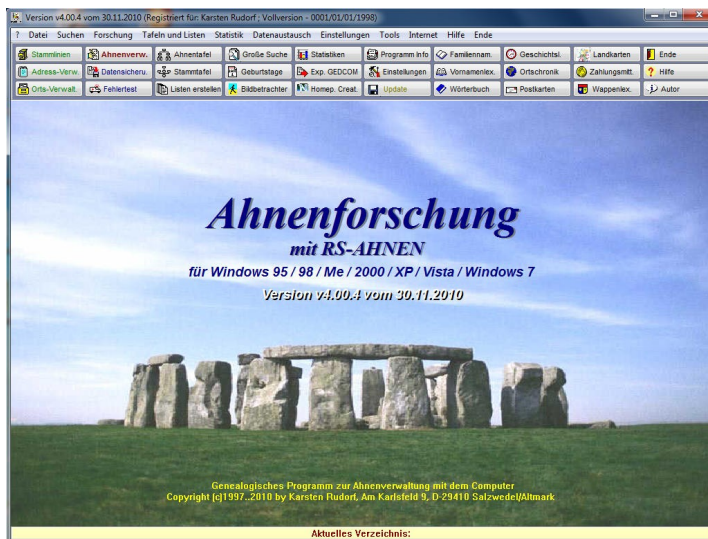 Version v4.00.4 vom 30.11.2010 (Registriert für: Karsten Rudorf ; Vollversion - 0001/01/01/1998)
? Datei Suchen Forschung Tafeln und Listen Statistik Datenaustausch Einstellungen Tools Internet Hilfe Ende
Stammlinien Ahnenverw. Ahnentafel Große Suche Statistiken Programm Info Familiennam. Geschichtsl. Landkarten Ende
Adress-Verw. Datensicheru. Stammtafel Geburtstage Exp. GEDCOM Einstellungen Vornamenlex. Ortschronik Zahlungsmitt. Hilfe
Orts-Verwalt. Fehlertest Listen erstellen Bildbetrachter Homep. Creat. Update Wörterbuch Postkarten Wappenlex. Autor
Ahnenforschung
mit RS-AHNEN
für Windows 95 / 98 / Me / 2000 / XP / Vista / Windows 7
Version v4.00.4 vom 30.11.2010
Genealogisches Programm zur Ahnenverwaltung mit dem Computer
Copyright (c)1997..2010 by Karsten Rudorf, Am Karlsfeld 9, D-29410 Salzwedel/Altmark
Aktuelles Verzeichnis: